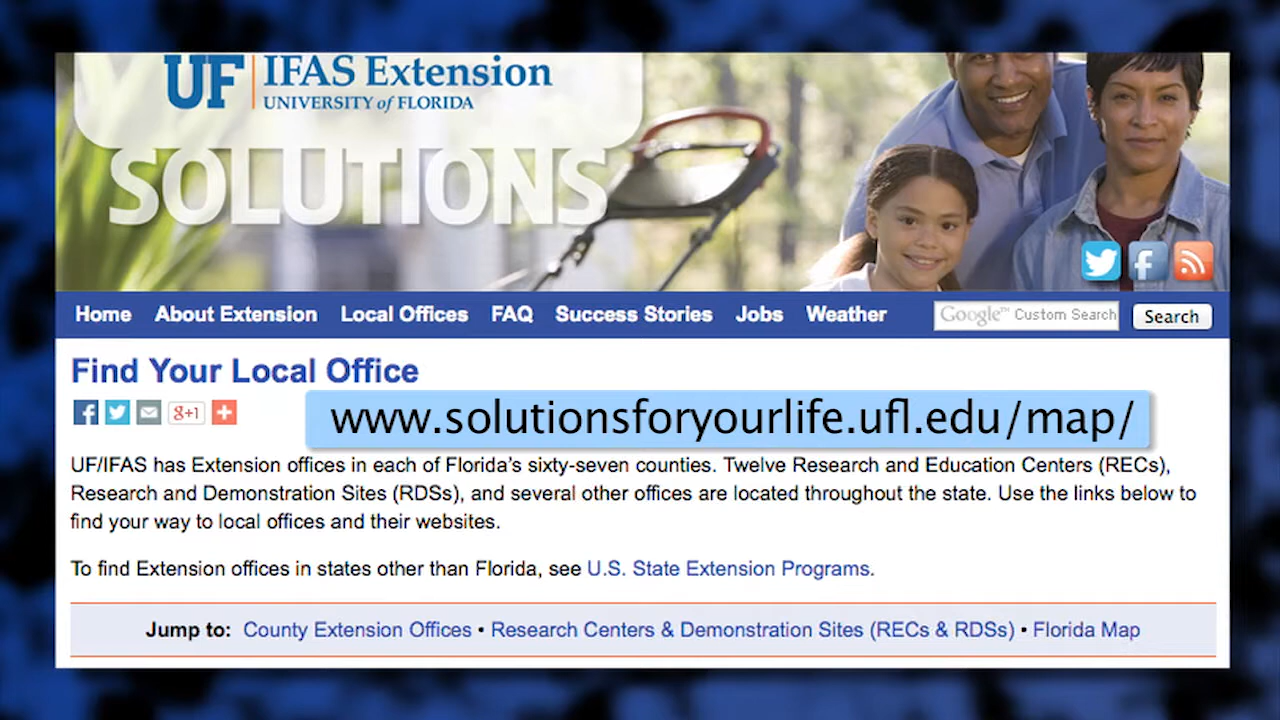 UF IFAS Extension
UNIVERSITY of FLORIDA
SOLUTIONS
Home About Extension Local Offices FAQ Success Stories Jobs Weather Google™ Custom Search Search
Find Your Local Office
g+1
www.solutionsforyourlife.ufl.edu/map/
UF/IFAS has Extension offices in each of Florida's sixty-seven counties. Twelve Research and Education Centers (RECs),
Research and Demonstration Sites (RDSs), and several other offices are located throughout the state. Use the links below to
find your way to local offices and their websites.
To find Extension offices in states other than Florida, see U.S. State Extension Programs.
Jump to: County Extension Offices • Research Centers & Demonstration Sites (RECs & RDSs) • Florida Map